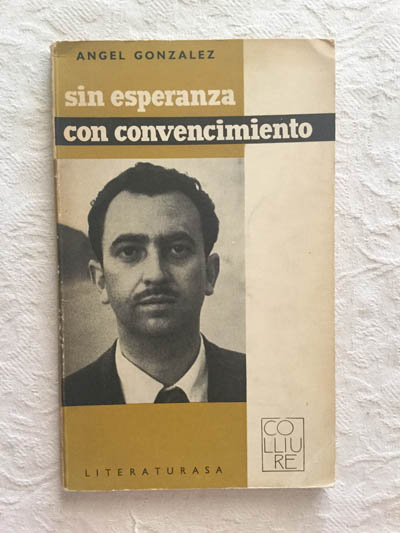 ANGEL GONZALEZ
sin esperanza
con convencimiento
CO
LLIU
RE
LITERATURASA